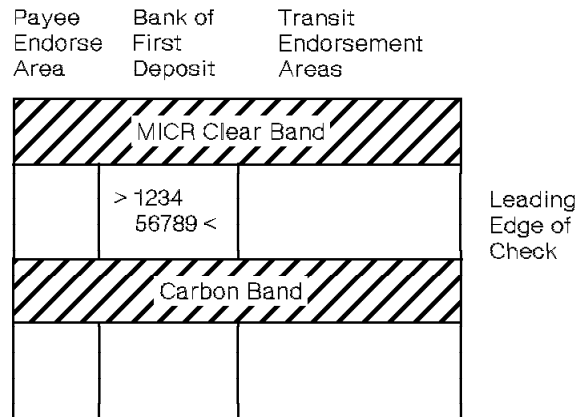 Payee
Endorse
Area
Bank of
First
Deposit
Transit
Endorsement
Areas
MICR Clear Band
> 1234
56789 <
Leading
Edge of
Check
Carbon Band